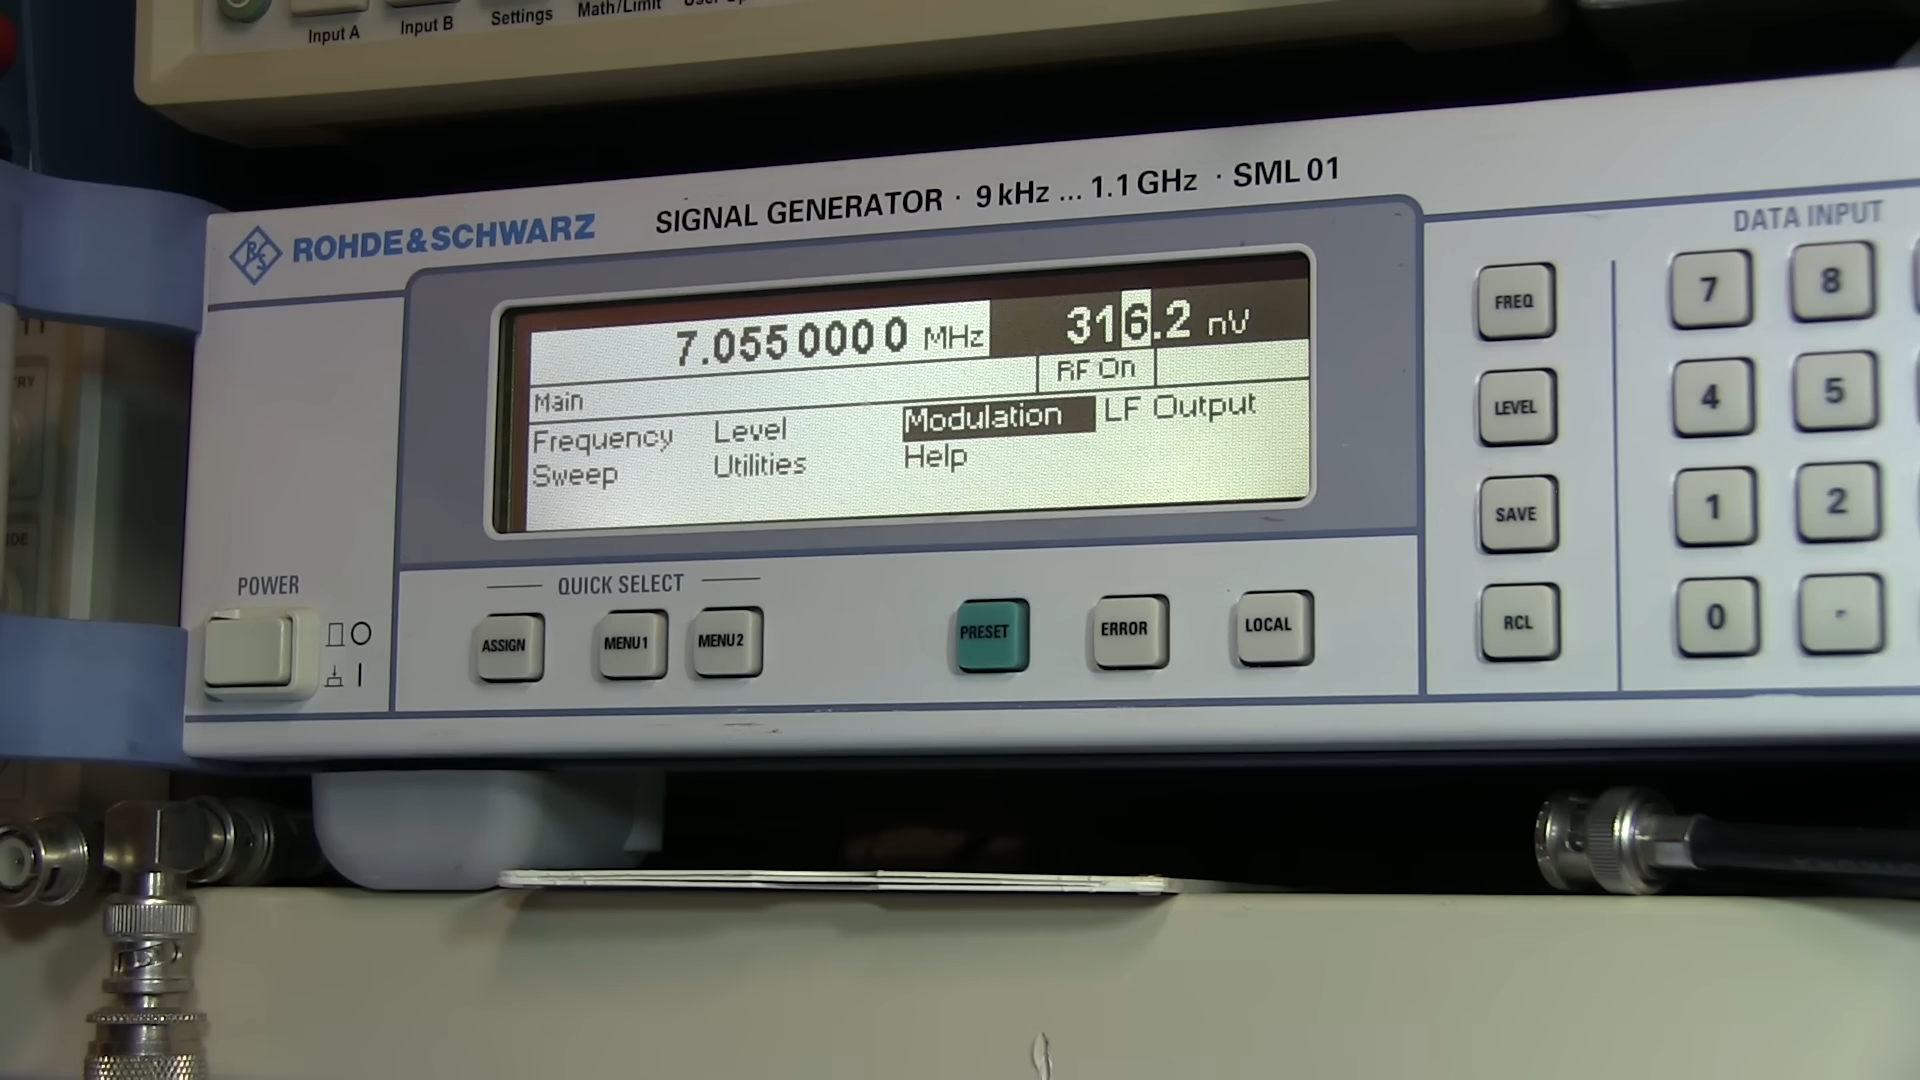 Input A
Input B
Settings
Math/Limit
ROHDE&SCHWARZ
SIGNAL GENERATOR · 9 kHz ... 1.1 GHz · SML 01
7.055 000 0 MHz
316.2 nV
RF On
Main
Frequency Level Modulation LF Output
Sweep Utilities Help
POWER
QUICK SELECT
ASSIGN
MENU1
MENU2
PRESET
ERROR
LOCAL
FREQ
LEVEL
SAVE
RCL
DATA INPUT
7 8
4 5
1 2
0 .